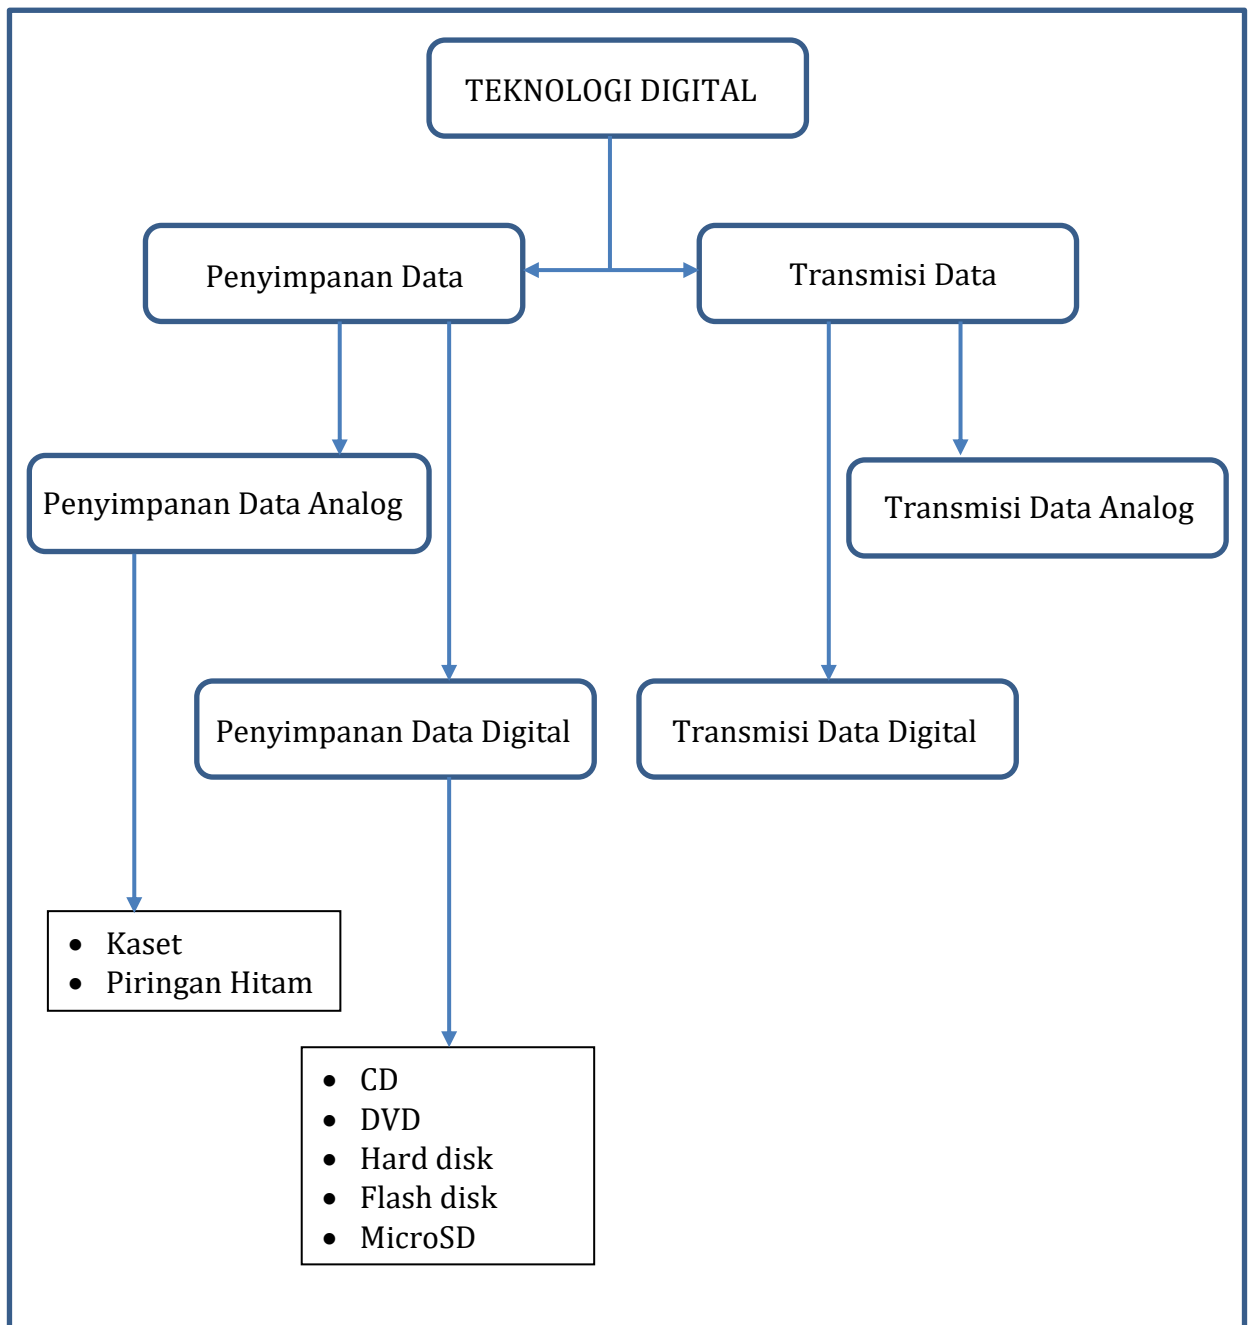 TEKNOLOGI DIGITAL
Penyimpanan Data
Transmisi Data
Penyimpanan Data Analog
Transmisi Data Analog
Penyimpanan Data Digital
Transmisi Data Digital
• Kaset
• Piringan Hitam
• CD
• DVD
• Hard disk
• Flash disk
• MicroSD